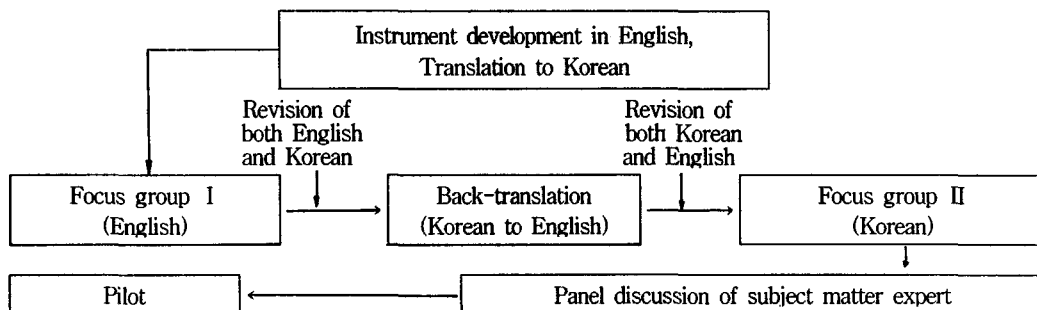 Instrument development in English,
Translation to Korean
Revision of
both English
and Korean
Revision of
both Korean
and English
Focus group Ⅰ
(English)
Back-translation
(Korean to English)
Focus group Ⅱ
(Korean)
Pilot
Panel discussion of subject matter expert